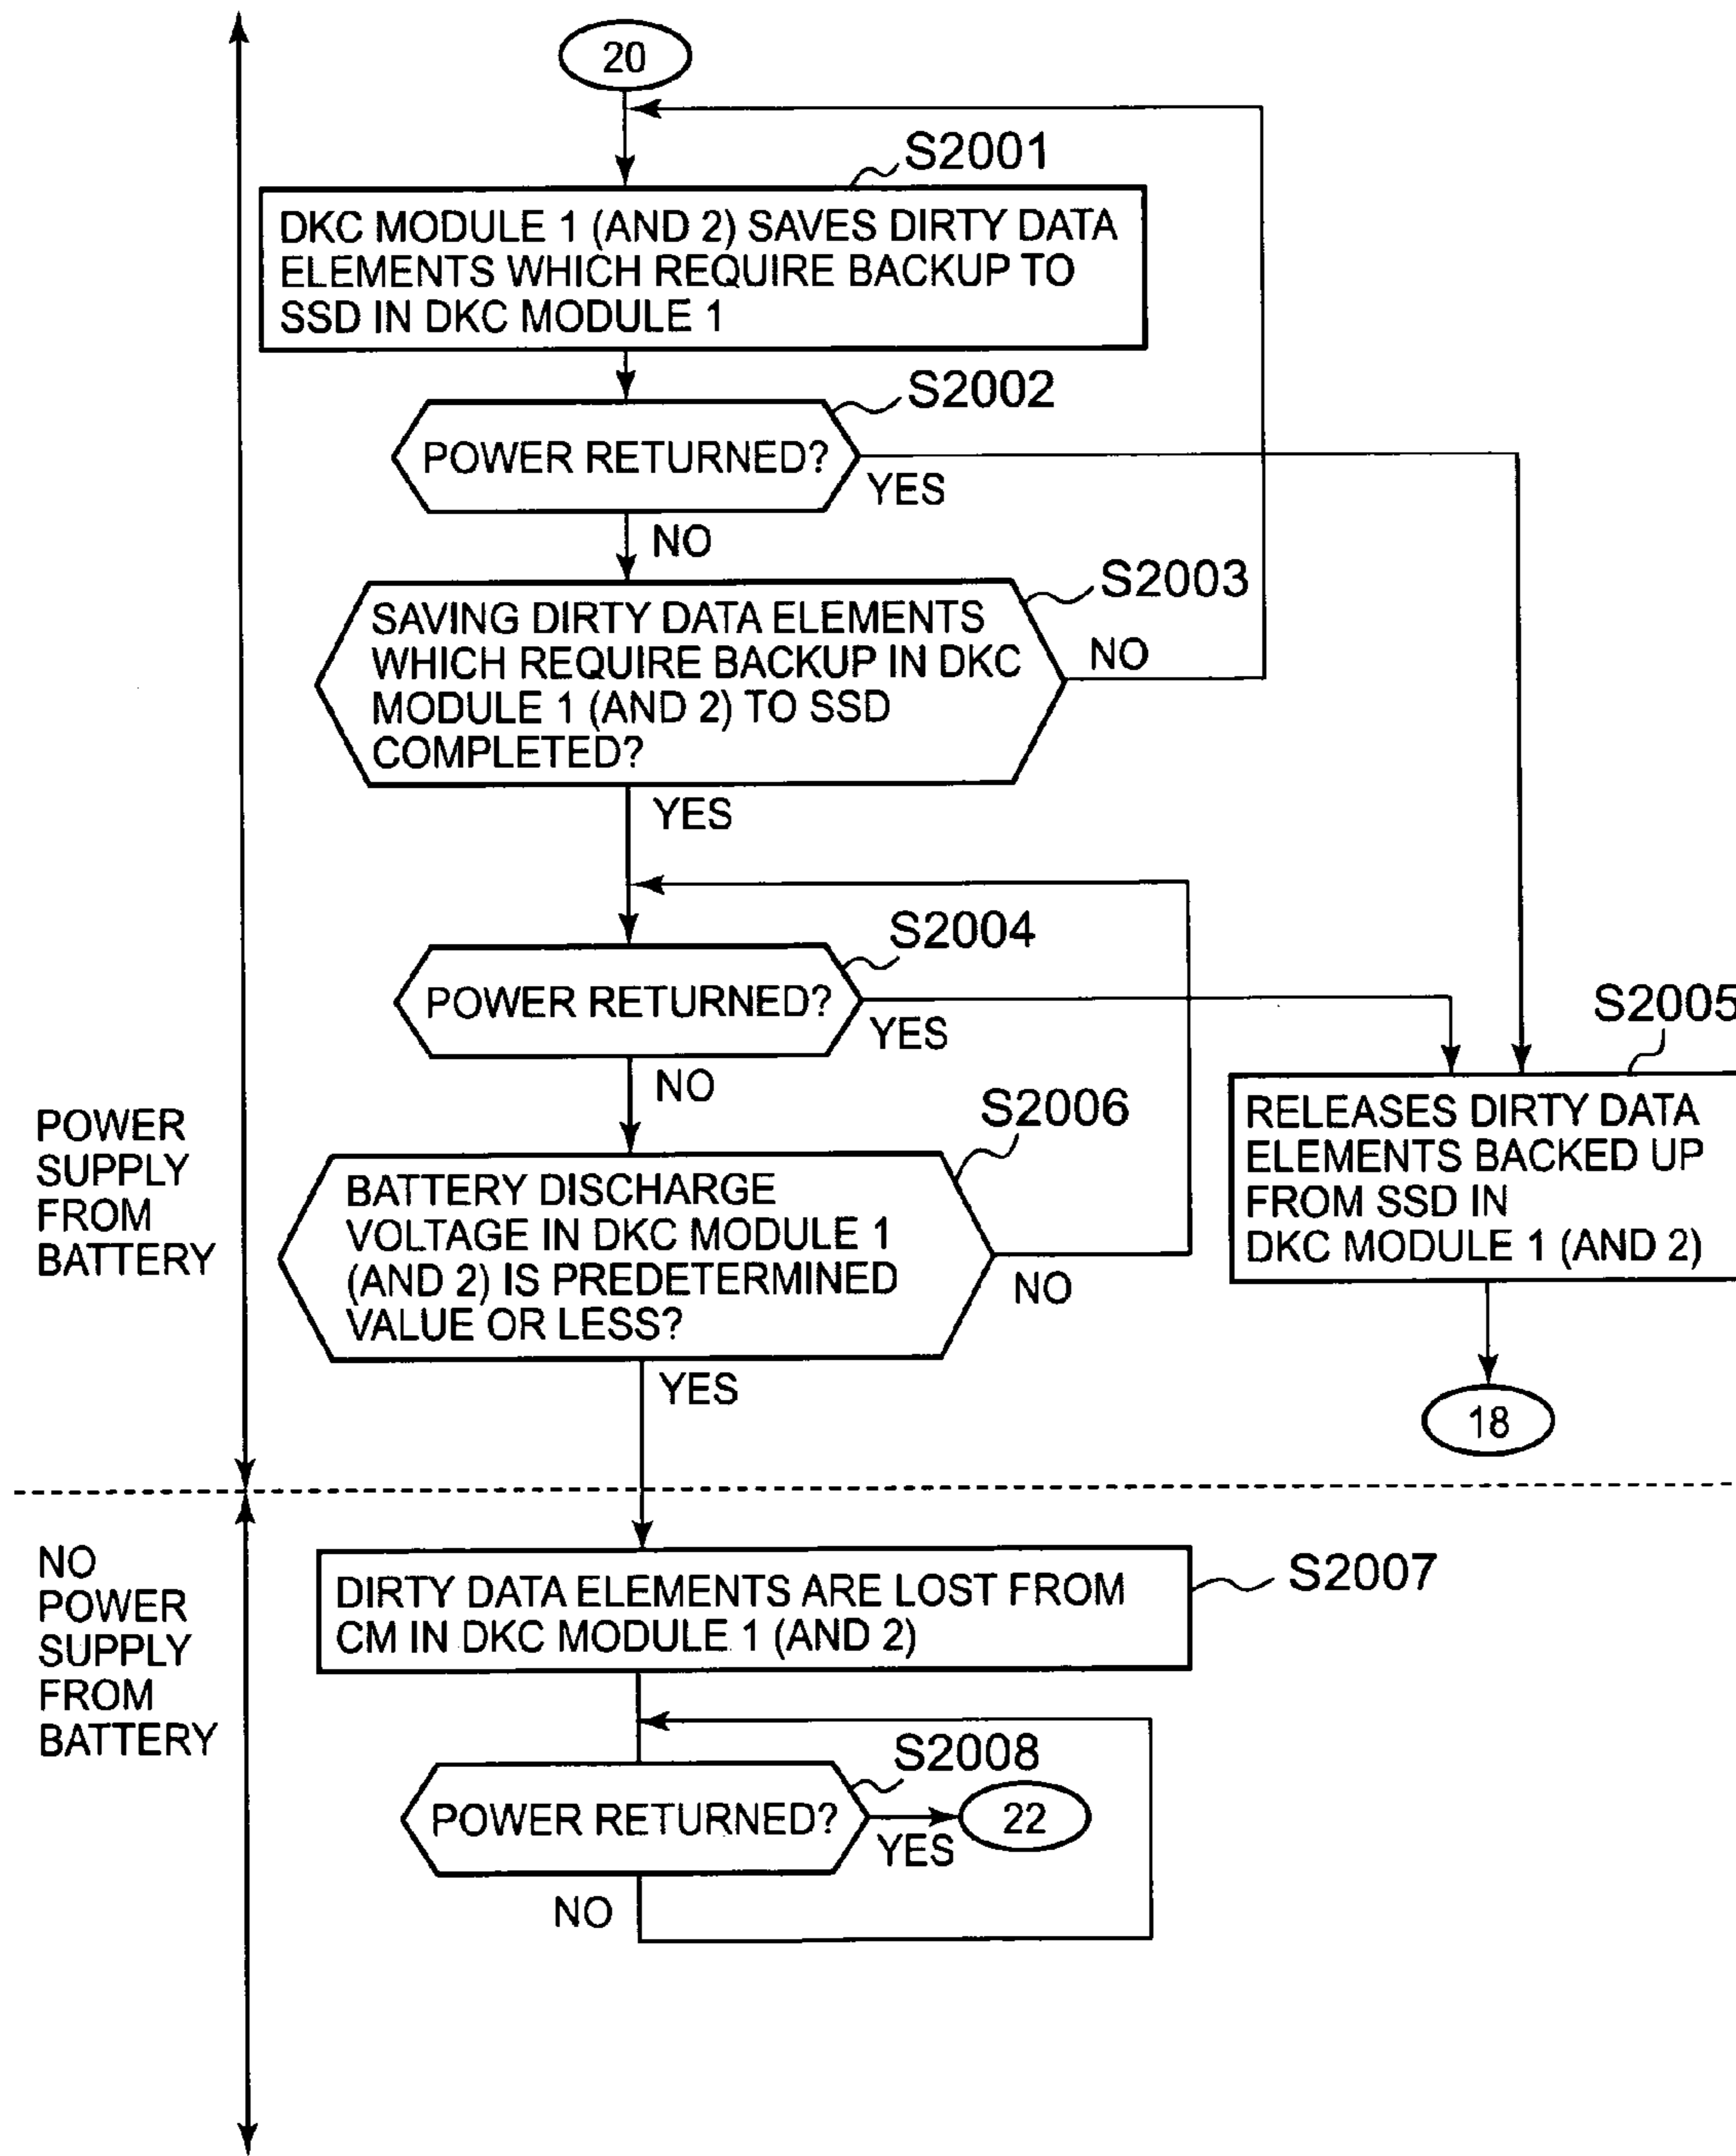 20
S2001
DKC MODULE 1 (AND 2) SAVES DIRTY DATA
ELEMENTS WHICH REQUIRE BACKUP TO
SSD IN DKC MODULE 1
S2002
POWER RETURNED?
YES
NO
S2003
SAVING DIRTY DATA ELEMENTS
WHICH REQUIRE BACKUP IN DKC
MODULE 1 (AND 2) TO SSD
COMPLETED?
NO
YES
S2004
POWER RETURNED?
YES
NO
S2005
RELEASES DIRTY DATA
ELEMENTS BACKED UP
FROM SSD IN
DKC MODULE 1 (AND 2)
18
S2006
BATTERY DISCHARGE
VOLTAGE IN DKC MODULE 1
(AND 2) IS PREDETERMINED
VALUE OR LESS?
NO
YES
POWER
SUPPLY
FROM
BATTERY
NO
POWER
SUPPLY
FROM
BATTERY
S2007
DIRTY DATA ELEMENTS ARE LOST FROM
CM IN DKC MODULE 1 (AND 2)
S2008
POWER RETURNED?
YES
22
NO